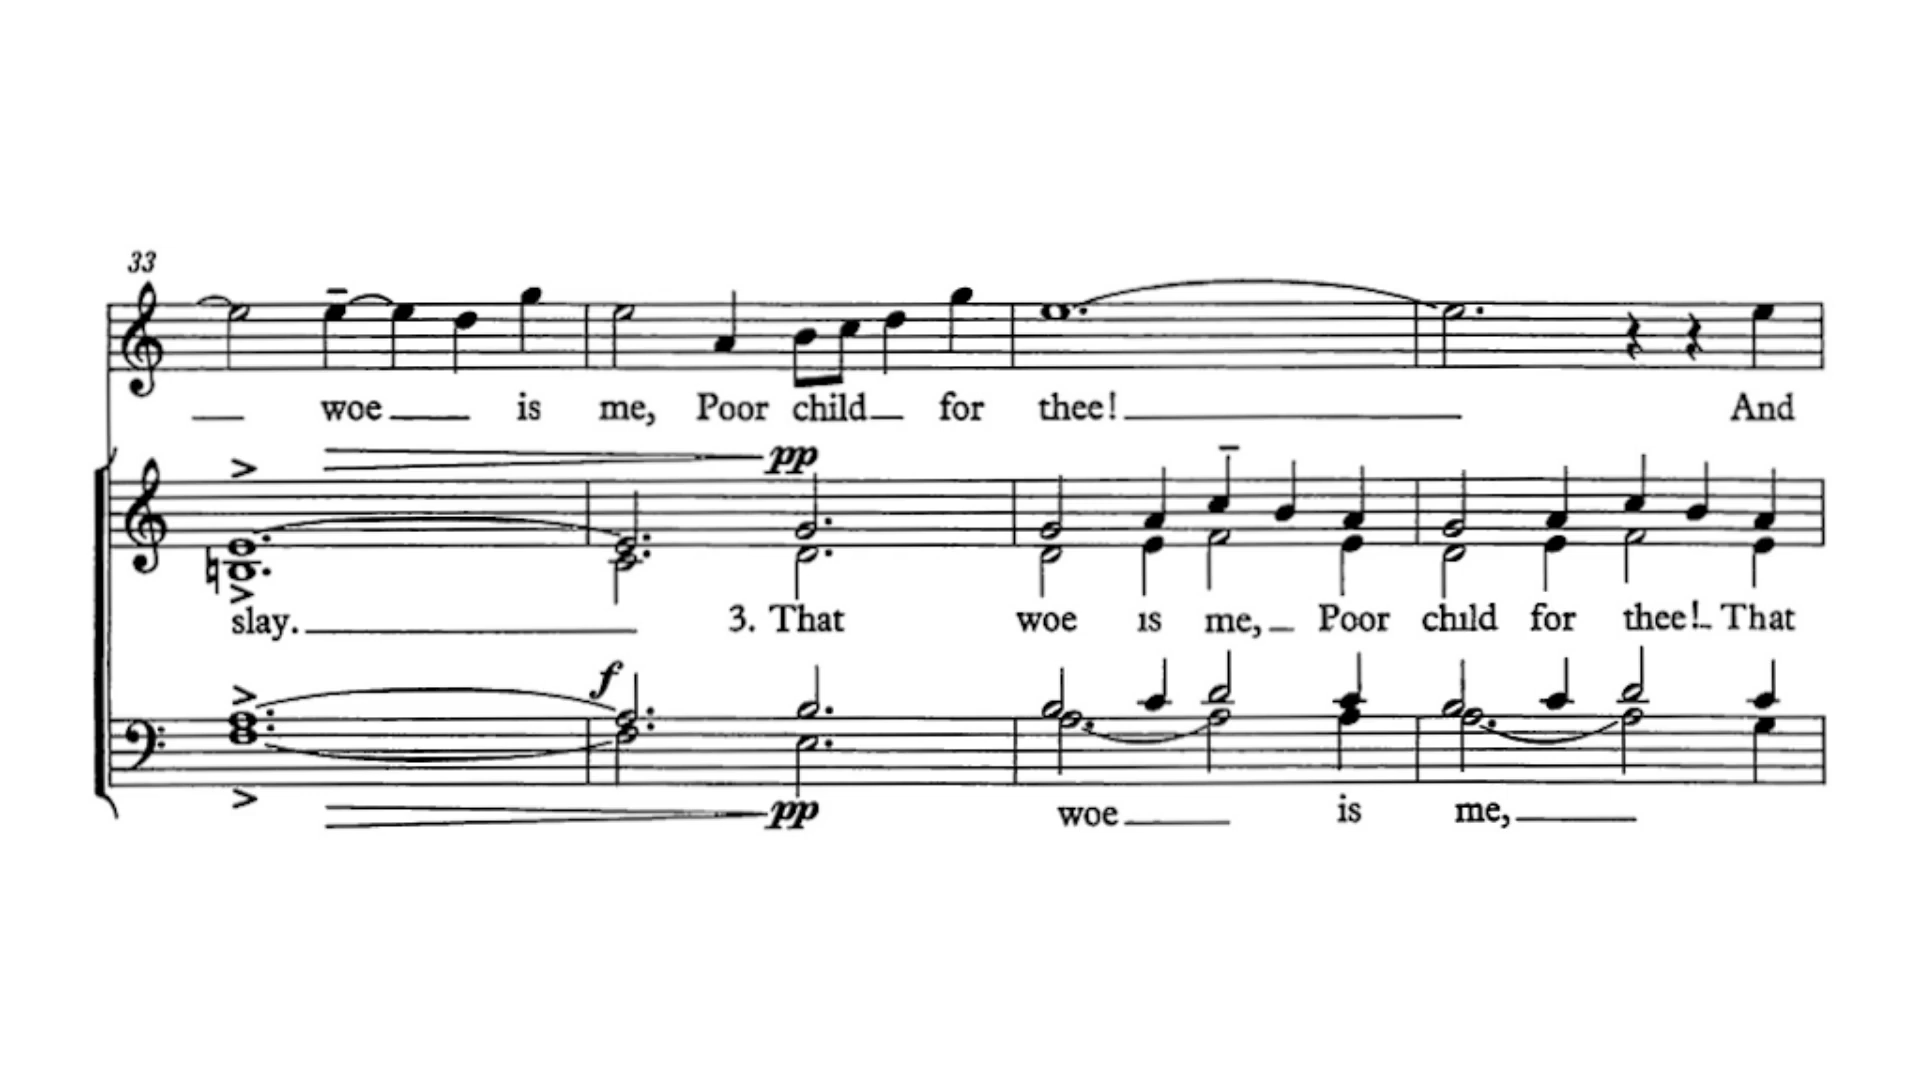 33
woe is me, Poor child for thee! And
pp
slay. 3. That woe is me, Poor child for thee! That
f
pp
woe is me,